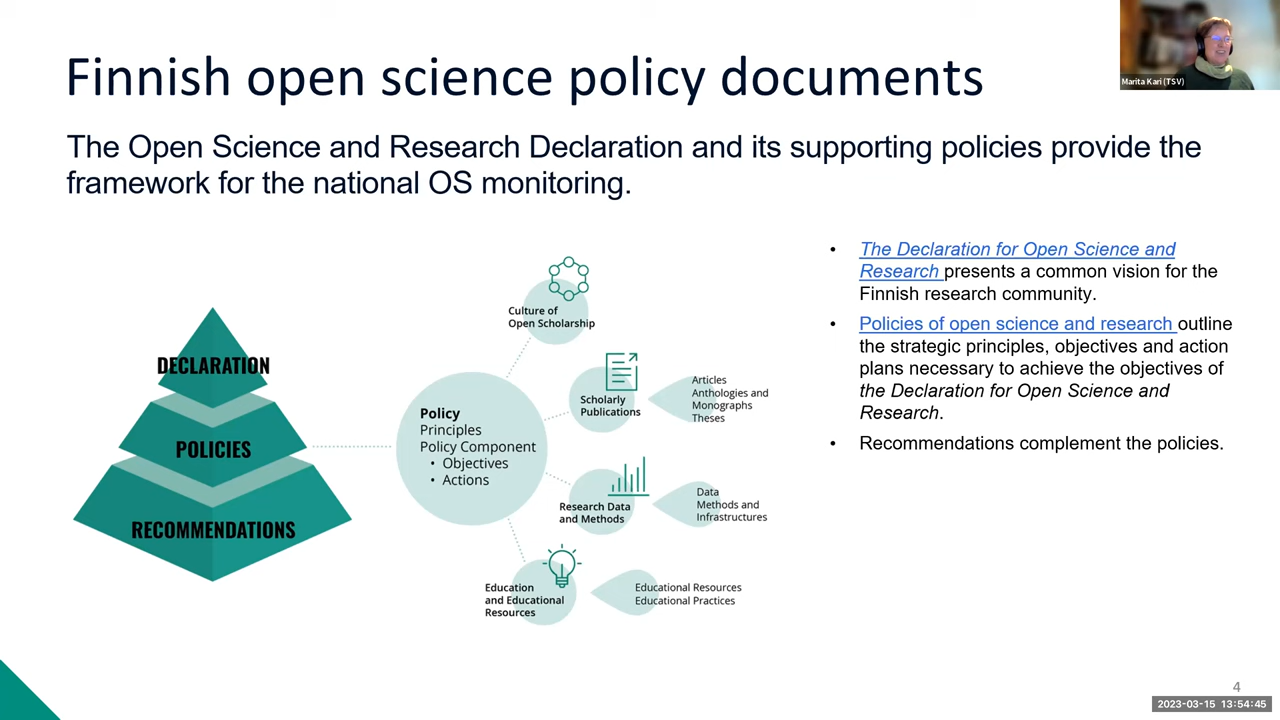 Finnish open science policy documents
Marita Kari (TSV)
The Open Science and Research Declaration and its supporting policies provide the
framework for the national OS monitoring.
DECLARATION
POLICIES
RECOMMENDATIONS
Policy
Principles
Policy Component
• Objectives
• Actions
Culture of
Open Scholarship
Scholarly
Publications
Articles
Anthologies and
Monographs
Theses
Research Data
and Methods
Data
Methods and
Infrastructures
Education
and Educational
Resources
Educational Resources
Educational Practices
• The Declaration for Open Science and
Research presents a common vision for the
Finnish research community.
• Policies of open science and research outline
the strategic principles, objectives and action
plans necessary to achieve the objectives of
the Declaration for Open Science and
Research.
• Recommendations complement the policies.
4
2023-03-15 13:54:45